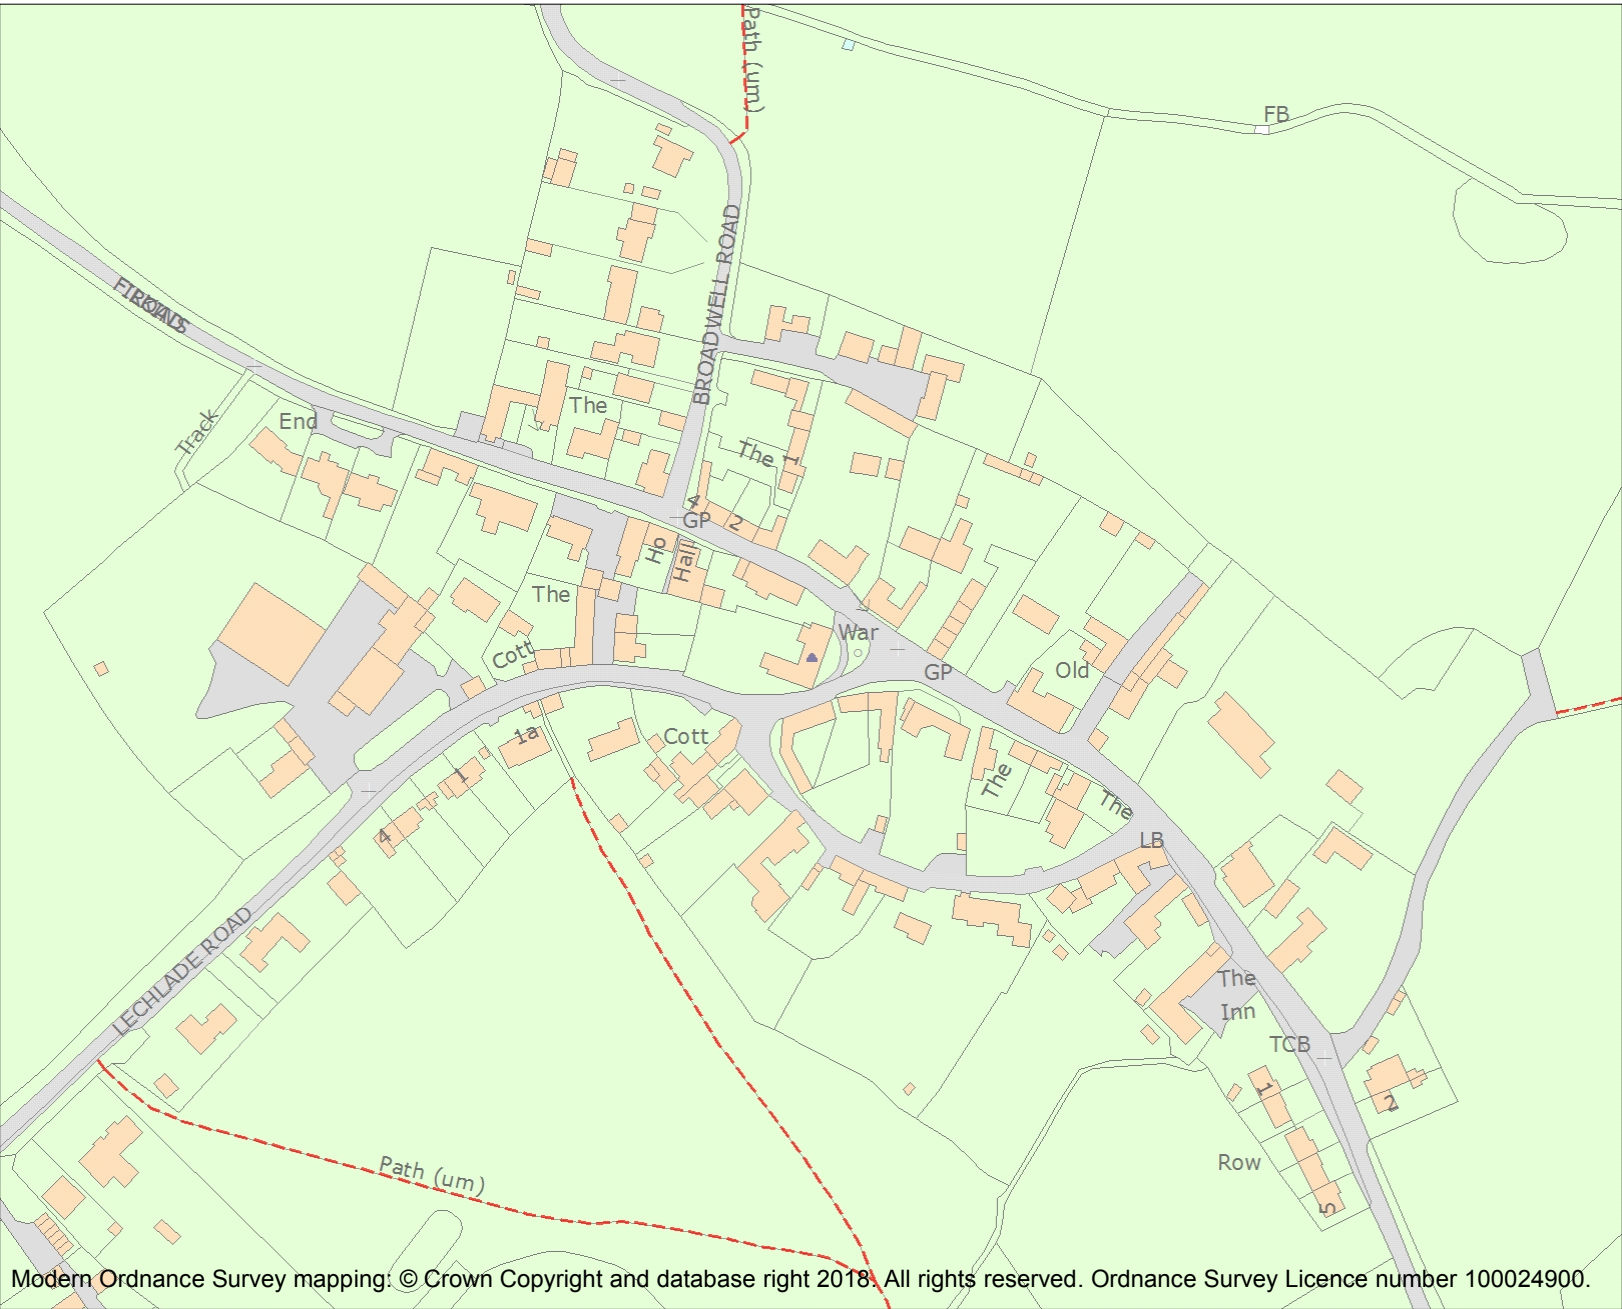 Path (um)
FB
BROADWELL ROAD
Track
End
The
The
1
4
2
GP
Ho
Hall
The
War
Cott
GP
Old
Cott
1a
1
4
The
The
LB
LECHLADE ROAD
The
Inn
TCB
1
2
Row
5
Path (um)
Modern Ordnance Survey mapping: © Crown Copyright and database right 2018. All rights reserved. Ordnance Survey Licence number 100024900.